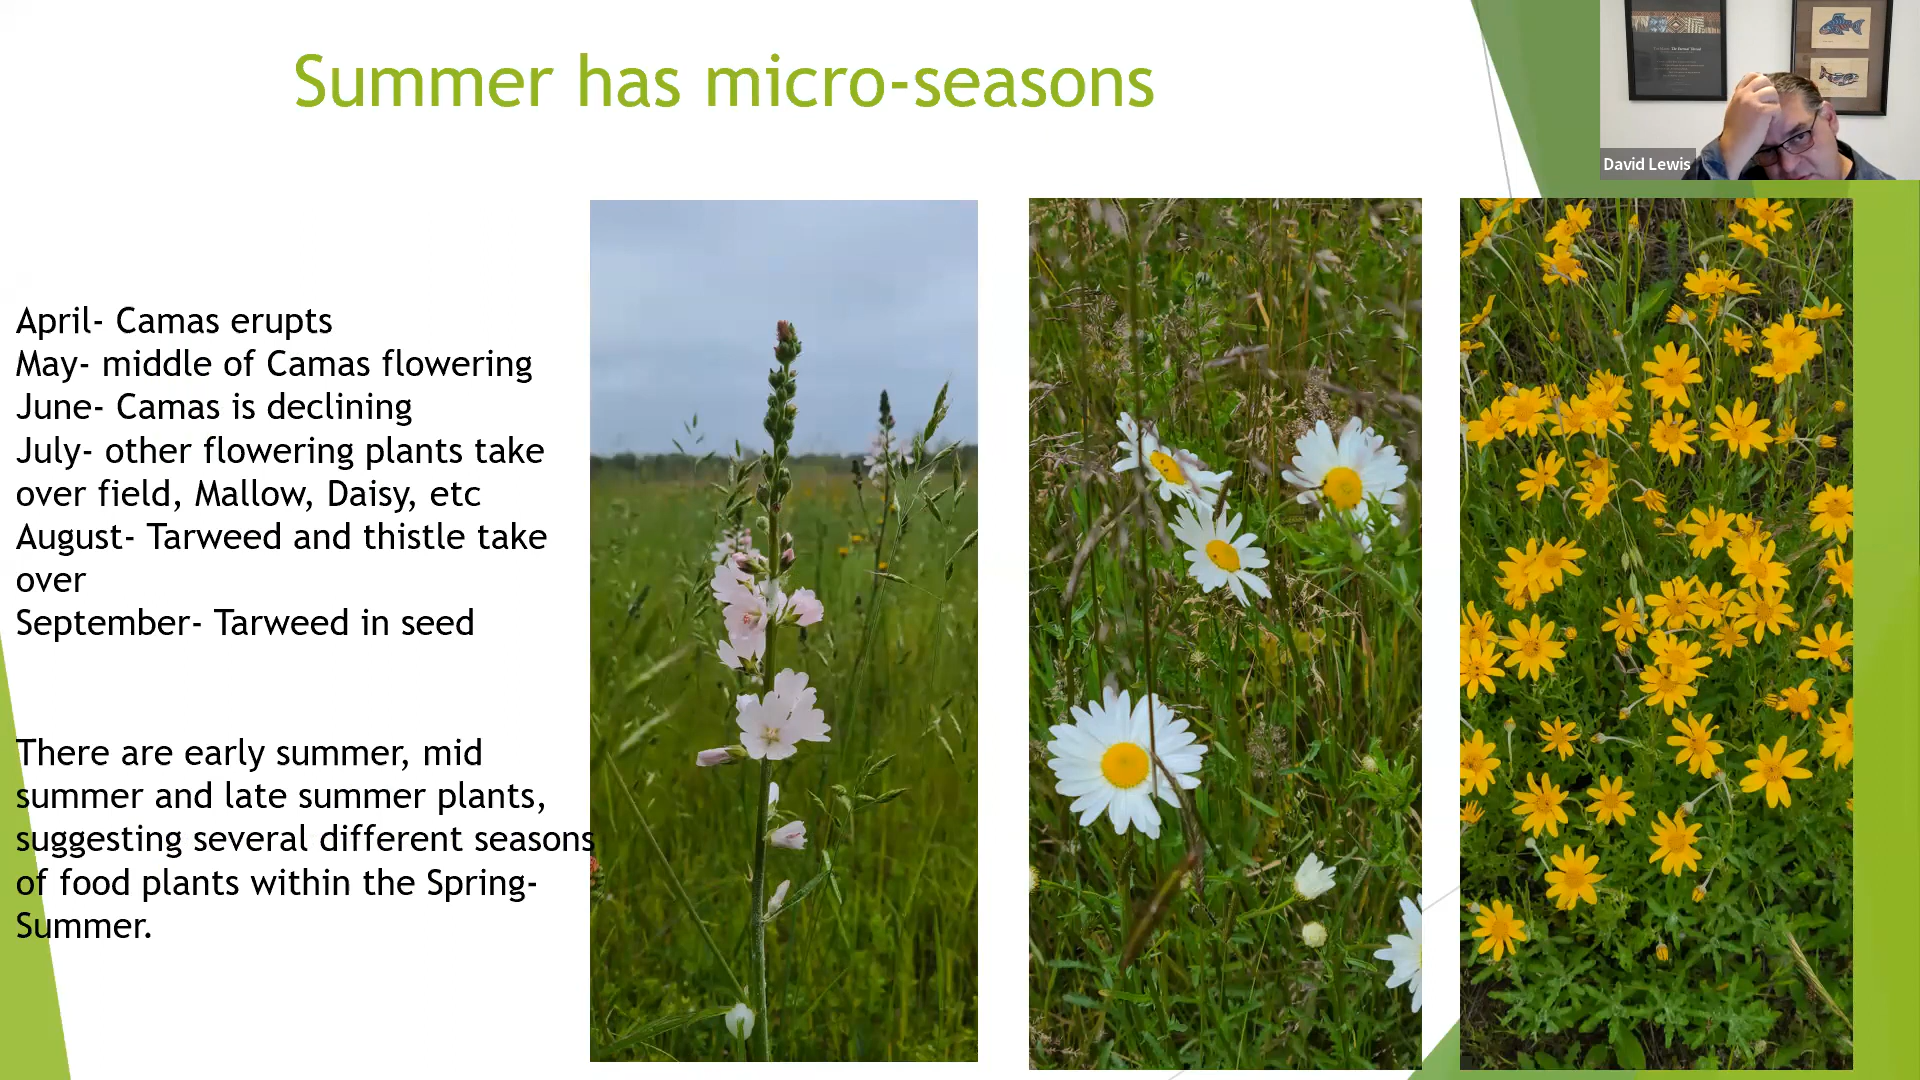 Summer has micro-seasons
David Lewis
April- Camas erupts
May- middle of Camas flowering
June- Camas is declining
July- other flowering plants take
over field, Mallow, Daisy, etc
August- Tarweed and thistle take
over
September- Tarweed in seed
There are early summer, mid
summer and late summer plants,
suggesting several different seasons
of food plants within the Spring-
Summer.